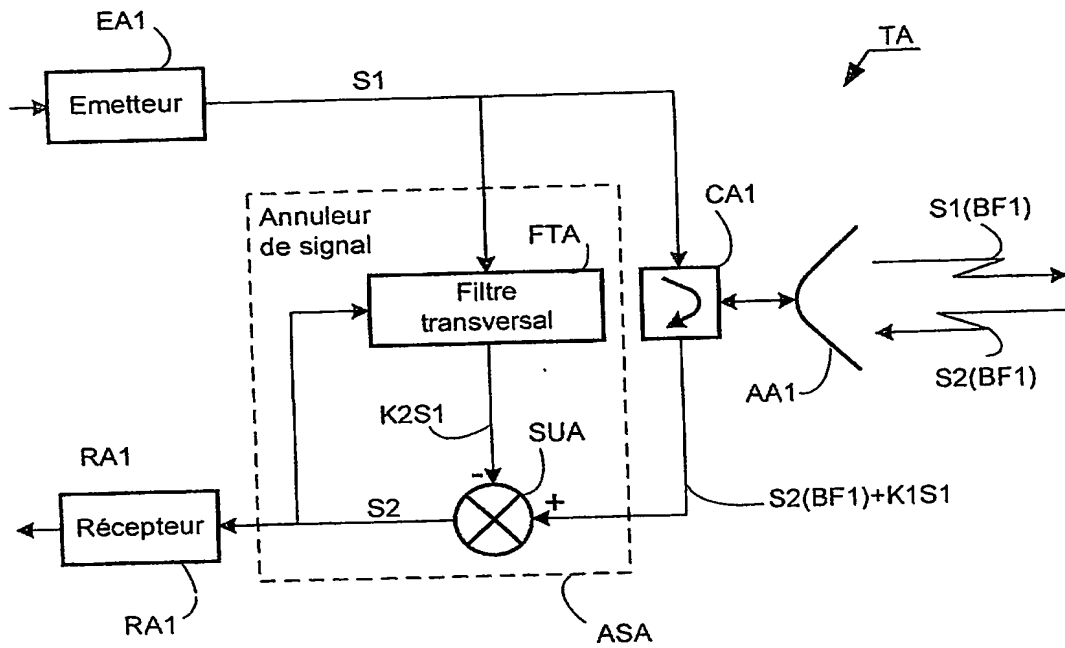 EA1
TA
Emetteur
S1
Annuleur
de signal
CA1
S1(BF1)
FTA
Filtre
transversal
S2(BF1)
AA1
K2S1
SUA
RA1
-
+
S2(BF1)+K1S1
Récepteur
S2
RA1
ASA